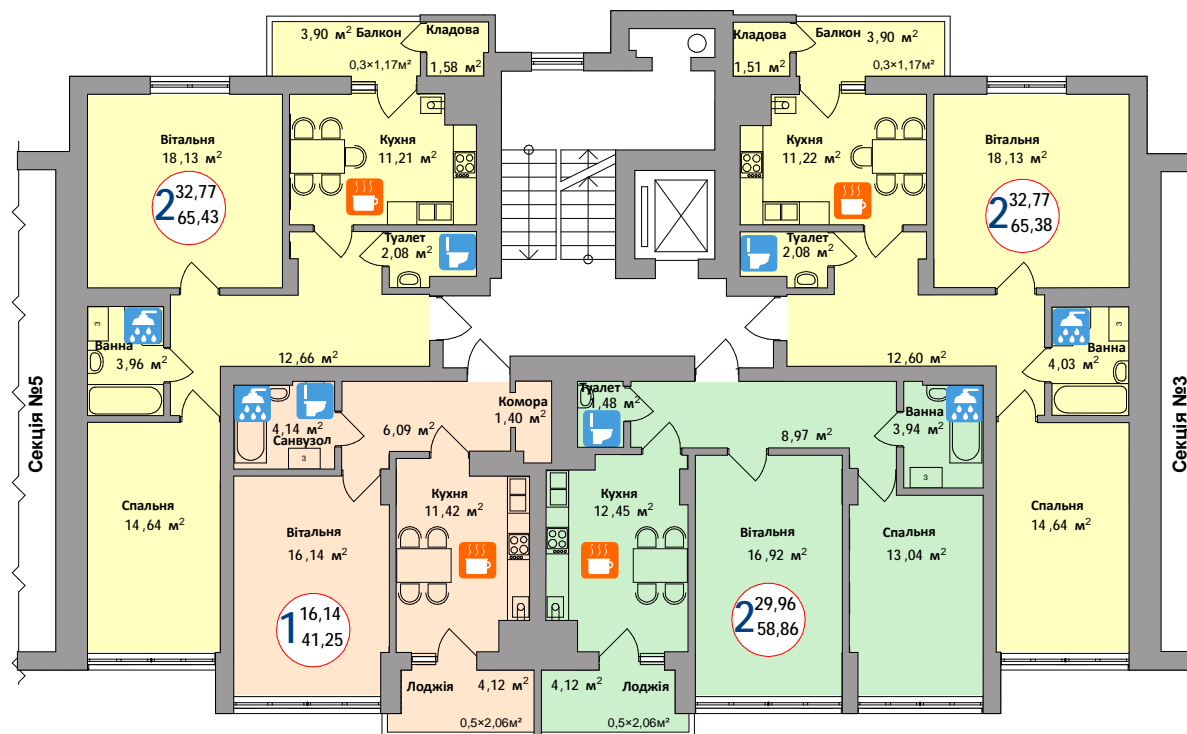 3,90 м² Балкон
Кладова
0,3×1,17м²
1,58 м²
Кладова
Балкон 3,90 м²
1,51 м²
0,3×1,17м²
Вітальня
18,13 м²
2 32,77
65,43
Кухня
11,21 м²
Кухня
11,22 м²
Вітальня
18,13 м²
2 32,77
65,38
Туалет
2,08 м²
Туалет
2,08 м²
З
Ванна
3,96 м²
12,66 м²
12,60 м²
З
Ванна
4,03 м²
Секція №5
Секція №3
4,14 м²
Санвузол
З
6,09 м²
Комора
1,40 м²
Туалет
1,48 м²
8,97 м²
Ванна
3,94 м²
З
Спальня
14,64 м²
Вітальня
16,14 м²
1 16,14
41,25
Кухня
11,42 м²
Кухня
12,45 м²
Вітальня
16,92 м²
2 29,96
58,86
Спальня
13,04 м²
Спальня
14,64 м²
Лоджія 4,12 м²
0,5×2,06м²
4,12 м² Лоджія
0,5×2,06м²